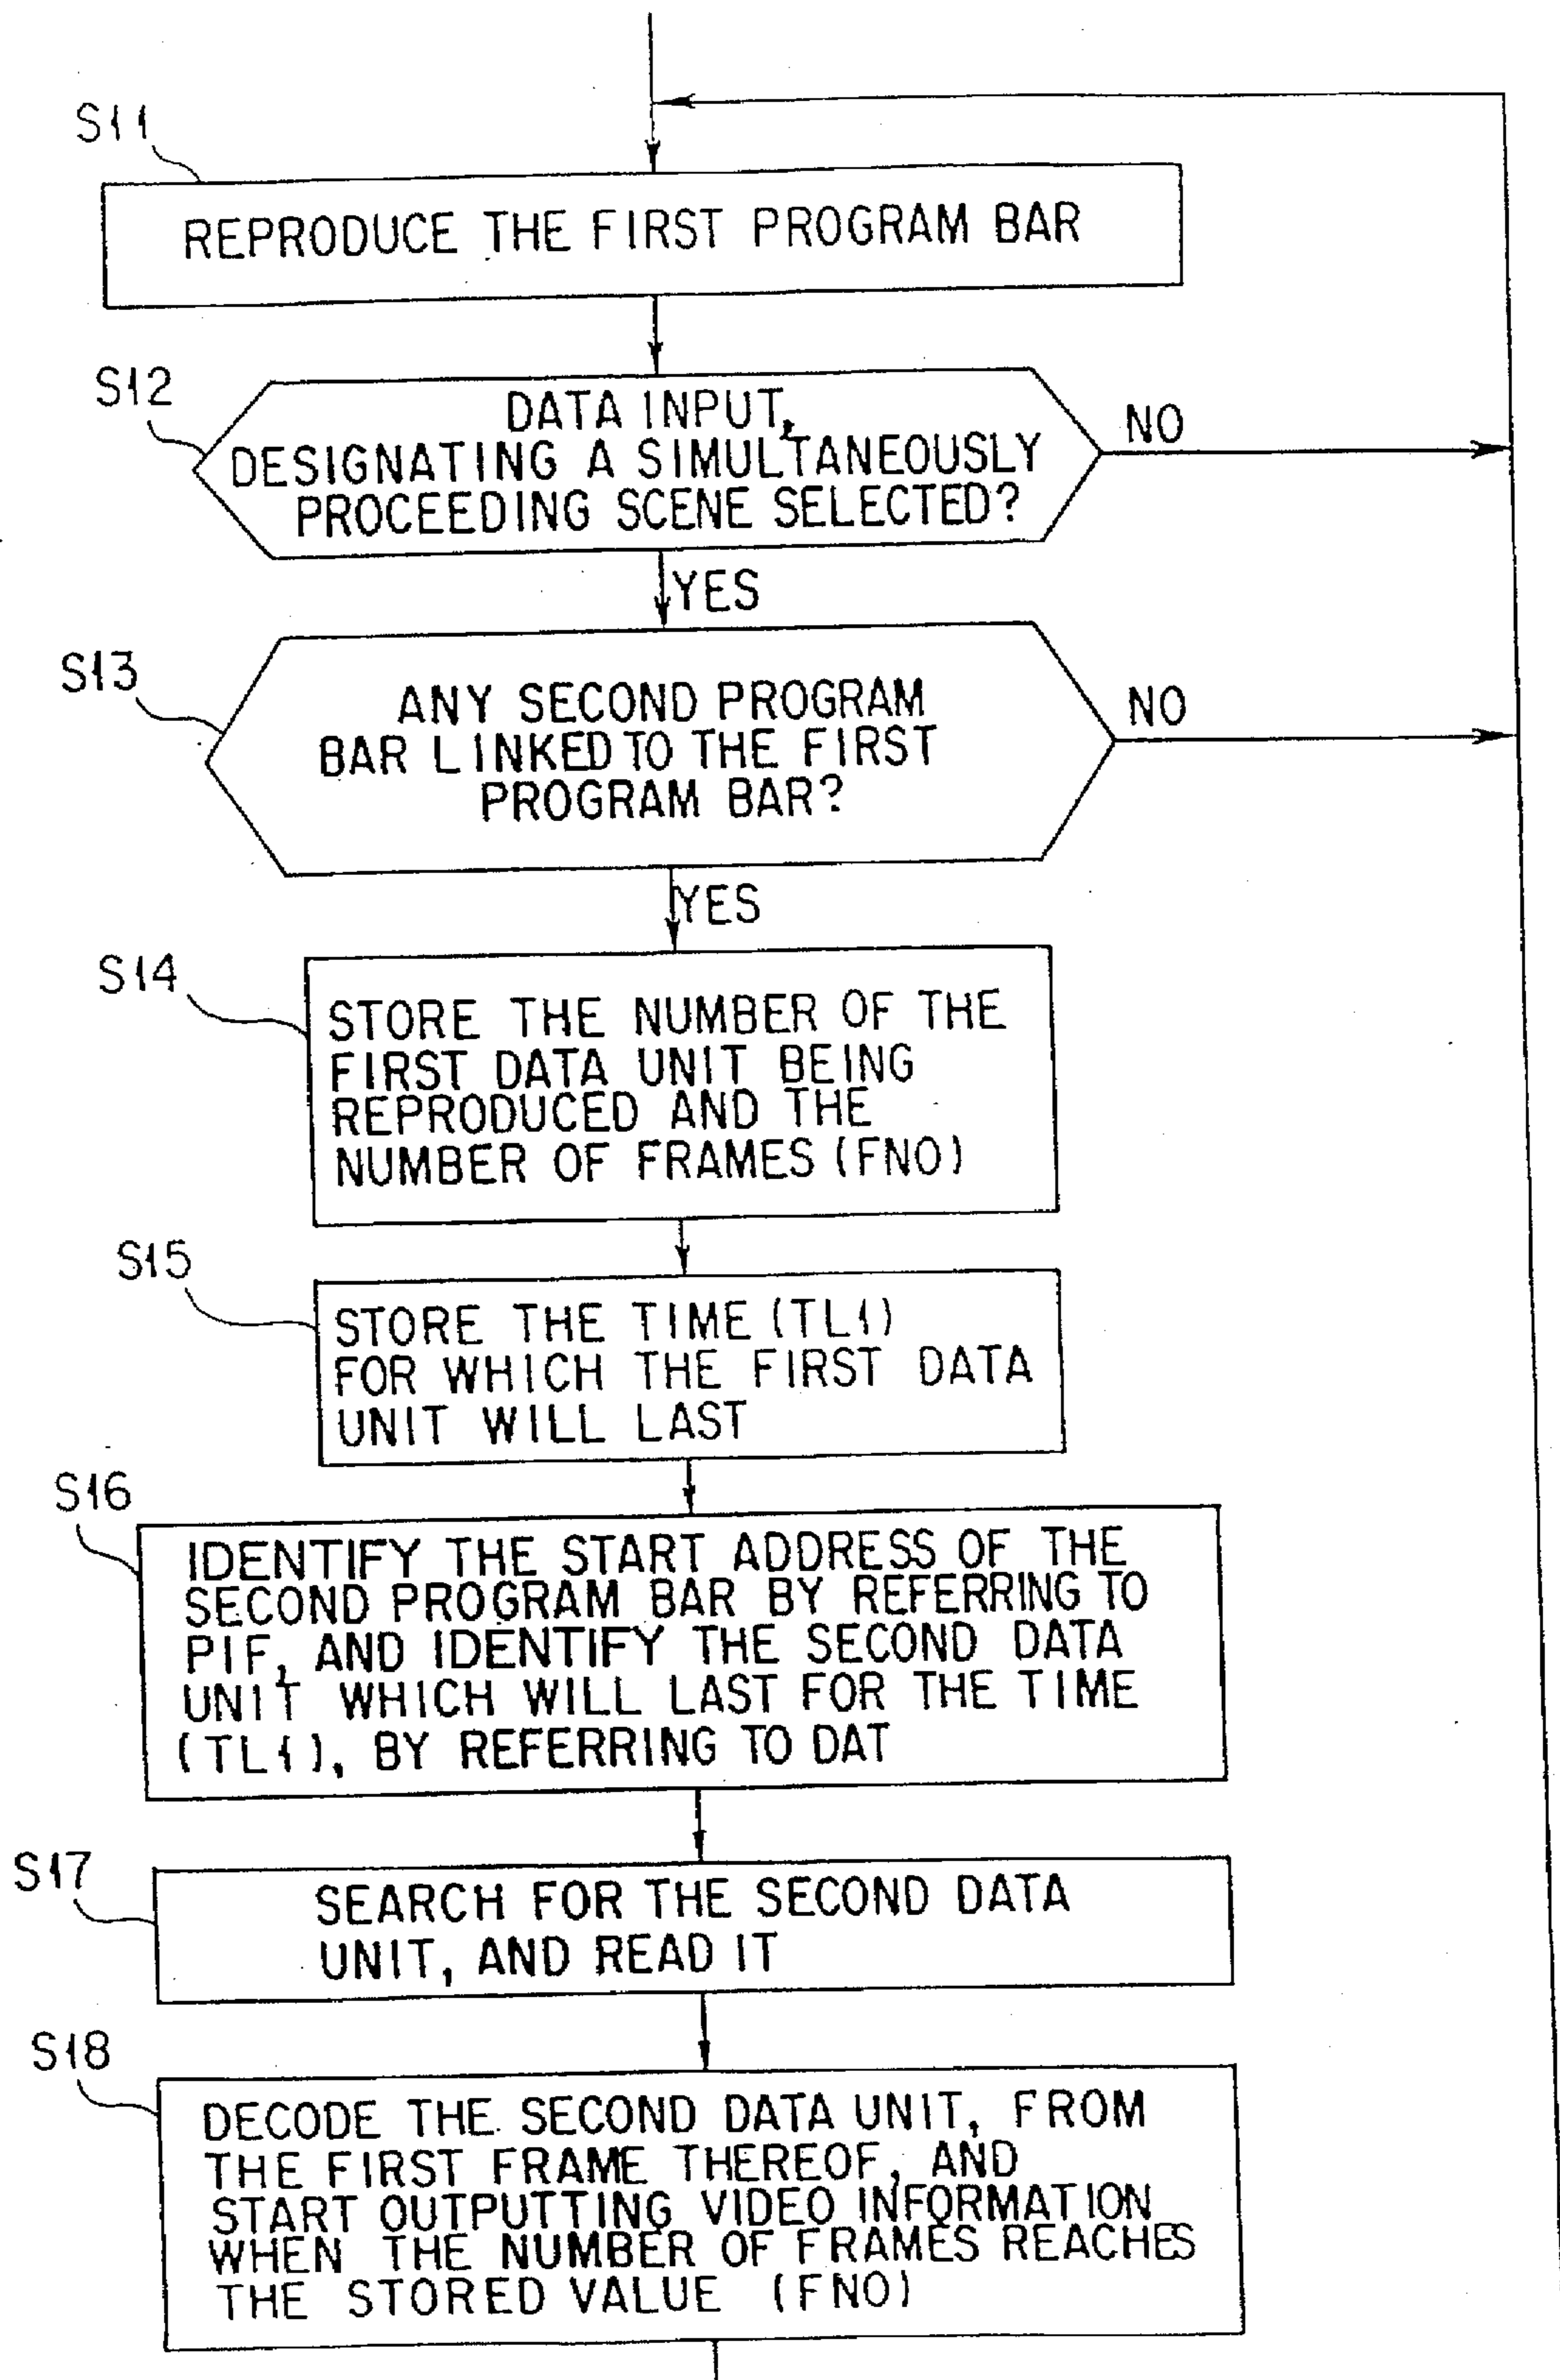 S11
REPRODUCE THE FIRST PROGRAM BAR
S12
DATA INPUT,
DESIGNATING A SIMULTANEOUSLY
PROCEEDING SCENE SELECTED?
NO
YES
S13
ANY SECOND PROGRAM
BAR LINKED TO THE FIRST
PROGRAM BAR?
NO
YES
S14
STORE THE NUMBER OF THE
FIRST DATA UNIT BEING
REPRODUCED AND THE
NUMBER OF FRAMES (FNO)
S15
STORE THE TIME (TL1)
FOR WHICH THE FIRST DATA
UNIT WILL LAST
S16
IDENTIFY THE START ADDRESS OF THE
SECOND PROGRAM BAR BY REFERRING TO
PIF, AND IDENTIFY THE SECOND DATA
UNIT WHICH WILL LAST FOR THE TIME
(TL1), BY REFERRING TO DAT
S17
SEARCH FOR THE SECOND DATA
UNIT, AND READ IT
S18
DECODE THE SECOND DATA UNIT, FROM
THE FIRST FRAME THEREOF, AND
START OUTPUTTING VIDEO INFORMATION
WHEN THE NUMBER OF FRAMES REACHES
THE STORED VALUE (FNO)